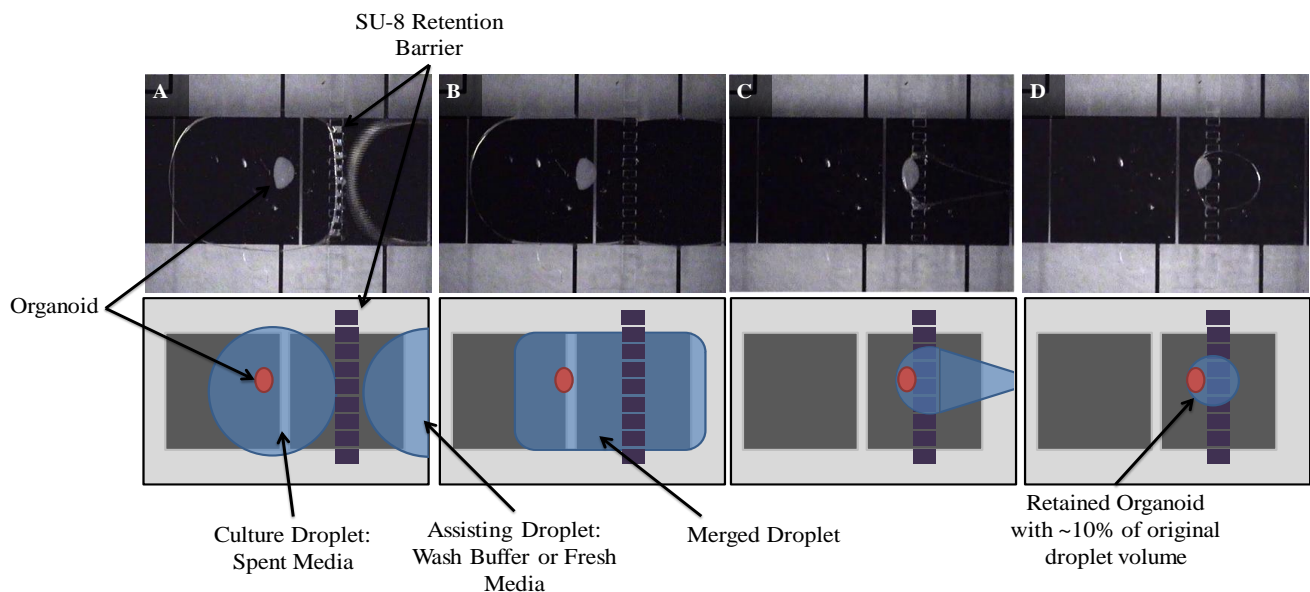 SU-8 Retention
Barrier
A
B
C
D
Organoid
Culture Droplet:
Spent Media
Assisting Droplet:
Wash Buffer or Fresh
Media
Merged Droplet
Retained Organoid
with ~10% of original
droplet volume